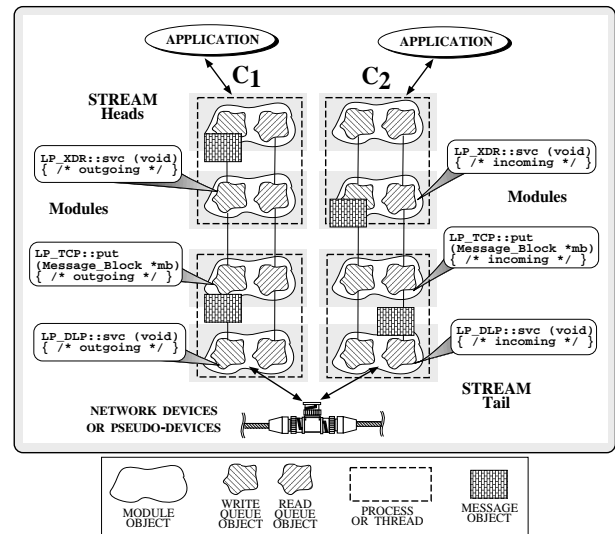 APPLICATION
APPLICATION
C1
C2
STREAM
Heads
LP_XDR::svc (void)
{ /* outgoing */ }
LP_XDR::svc (void)
{ /* incoming */ }
Modules
Modules
LP_TCP::put
(Message_Block *mb)
{ /* outgoing */ }
LP_TCP::put
(Message_Block *mb)
{ /* incoming */ }
LP_DLP::svc (void)
{ /* outgoing */ }
LP_DLP::svc (void)
{ /* incoming */ }
STREAM
Tail
NETWORK DEVICES
OR PSEUDO-DEVICES
MODULE
OBJECT
WRITE
QUEUE
OBJECT
READ
QUEUE
OBJECT
PROCESS
OR THREAD
MESSAGE
OBJECT